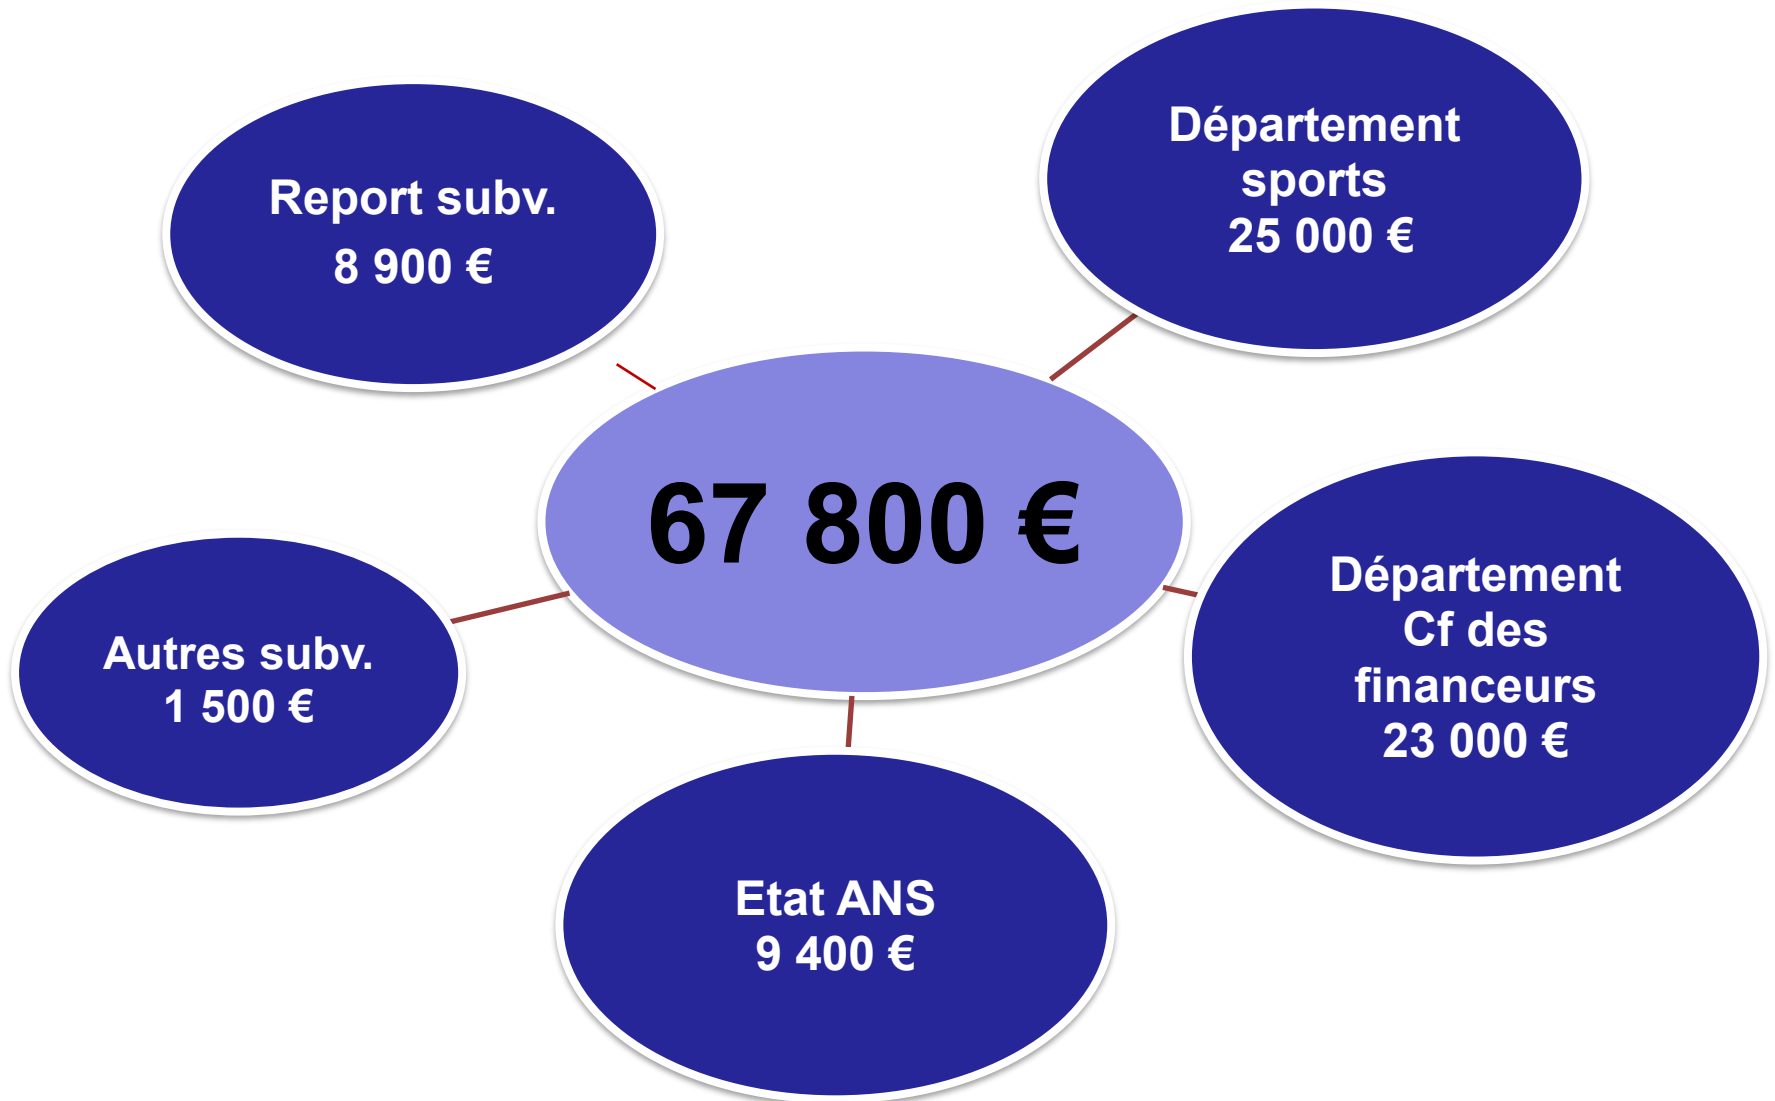 Report subv.
8 900 €
Département
sports
25 000 €
67 800 €
Autres subv.
1 500 €
Département
Cf des
financeurs
23 000 €
Etat ANS
9 400 €